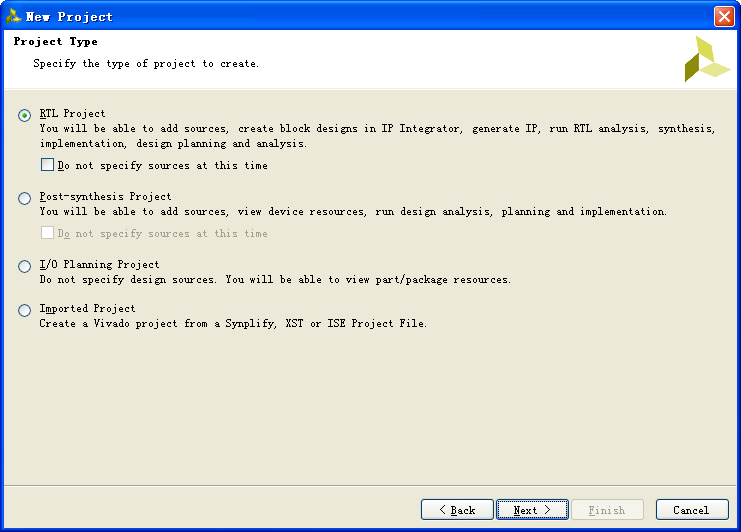 New Project
Project Type
Specify the type of project to create.
RTL Project
You will be able to add sources, create block designs in IP Integrator, generate IP, run RTL analysis, synthesis,
implementation, design planning and analysis.
Do not specify sources at this time
Post-synthesis Project
You will be able to add sources, view device resources, run design analysis, planning and implementation.
Do not specify sources at this time
I/O Planning Project
Do not specify design sources. You will be able to view part/package resources.
Imported Project
Create a Vivado project from a Synplify, XST or ISE Project File.
< Back Next > Finish Cancel